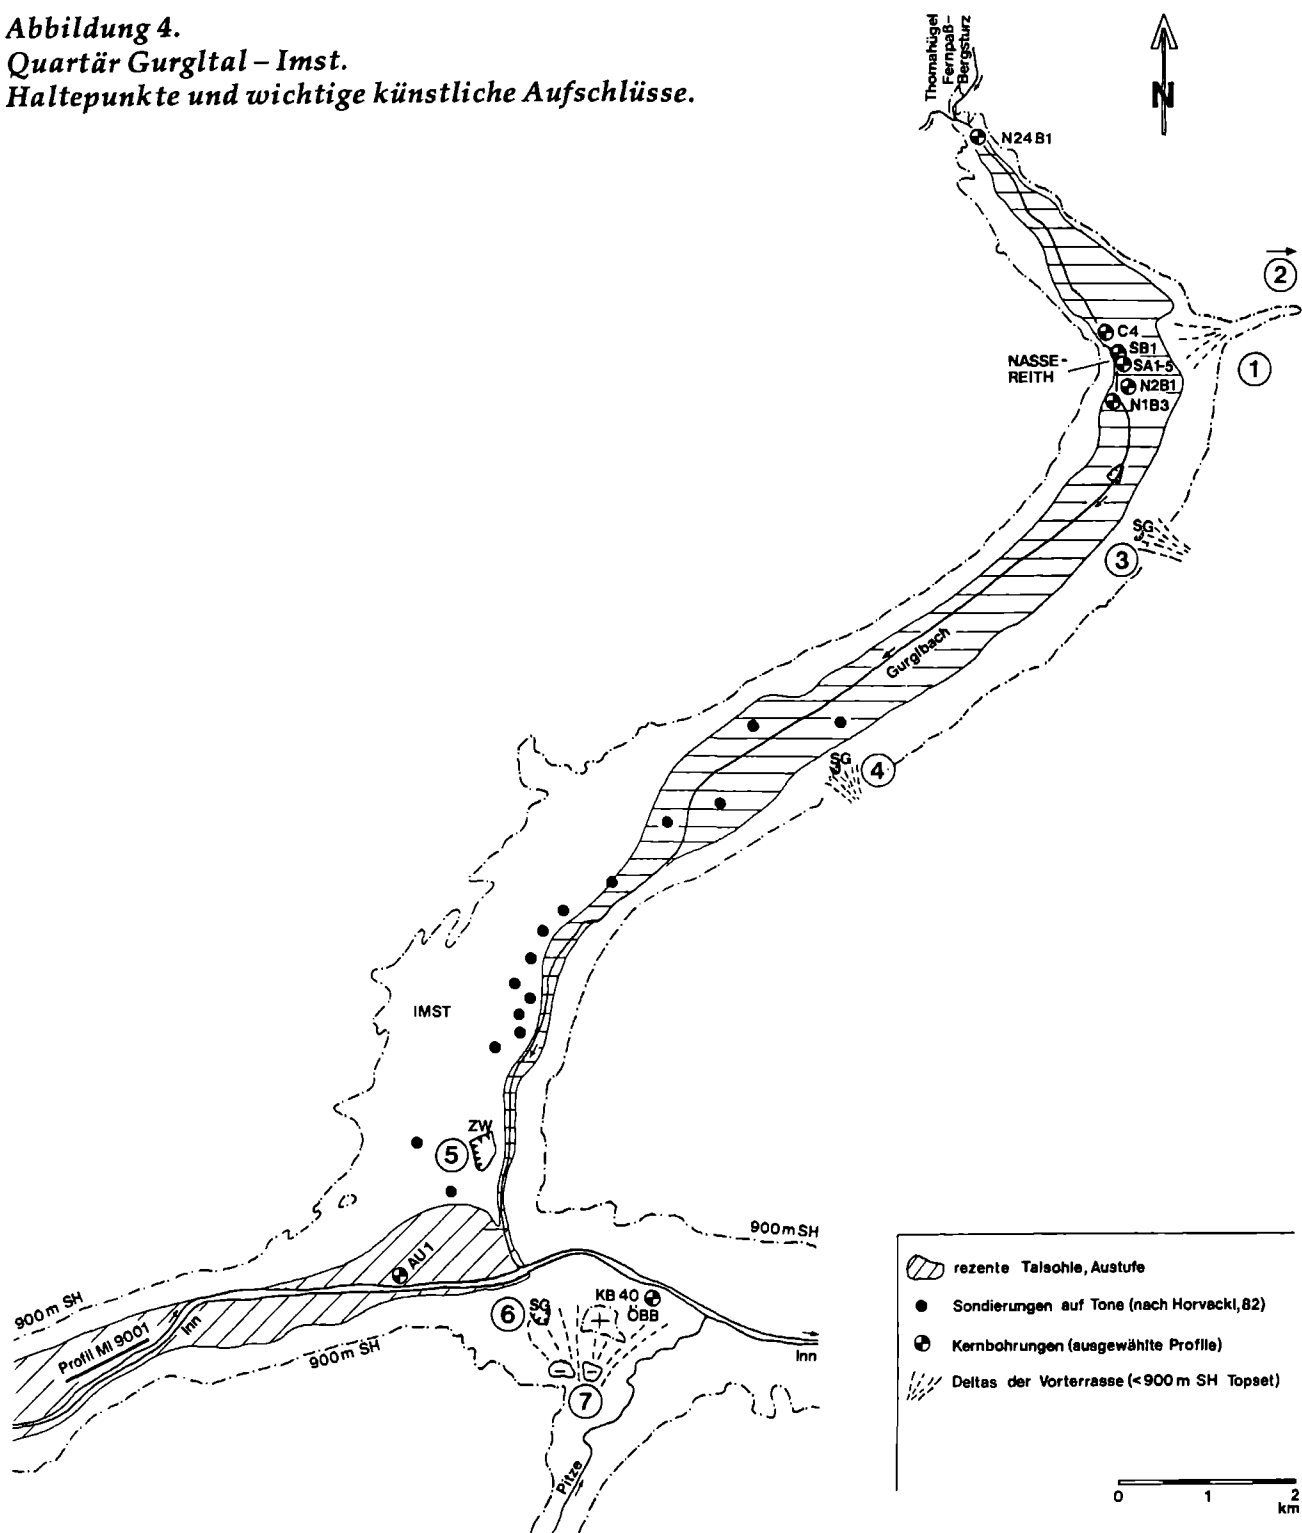 Abbildung 4.
Quartär Gurgltal – Imst.
Haltepunkte und wichtige künstliche Aufschlüsse.
Thomahügel
Fernpaß-
Bergsturz
N
N24B1
2
C4
SB1
NASSE-
REITH
SA1-5
1
N2B1
N1B3
SG
3
Gurglbach
SG
4
IMST
ZW
5
900m SH
AU1
900m SH
Inn
Profil MI 9001
900m SH
6
SG
KB 40
ÖBB
+
Inn
–
–
7
Pitze
rezente Talsohle, Austufe
Sondierungen auf Tone (nach Horvackl, 82)
Kernbohrungen (ausgewählte Profile)
Deltas der Vorterrasse (<900m SH Topset)
0 1 2
km